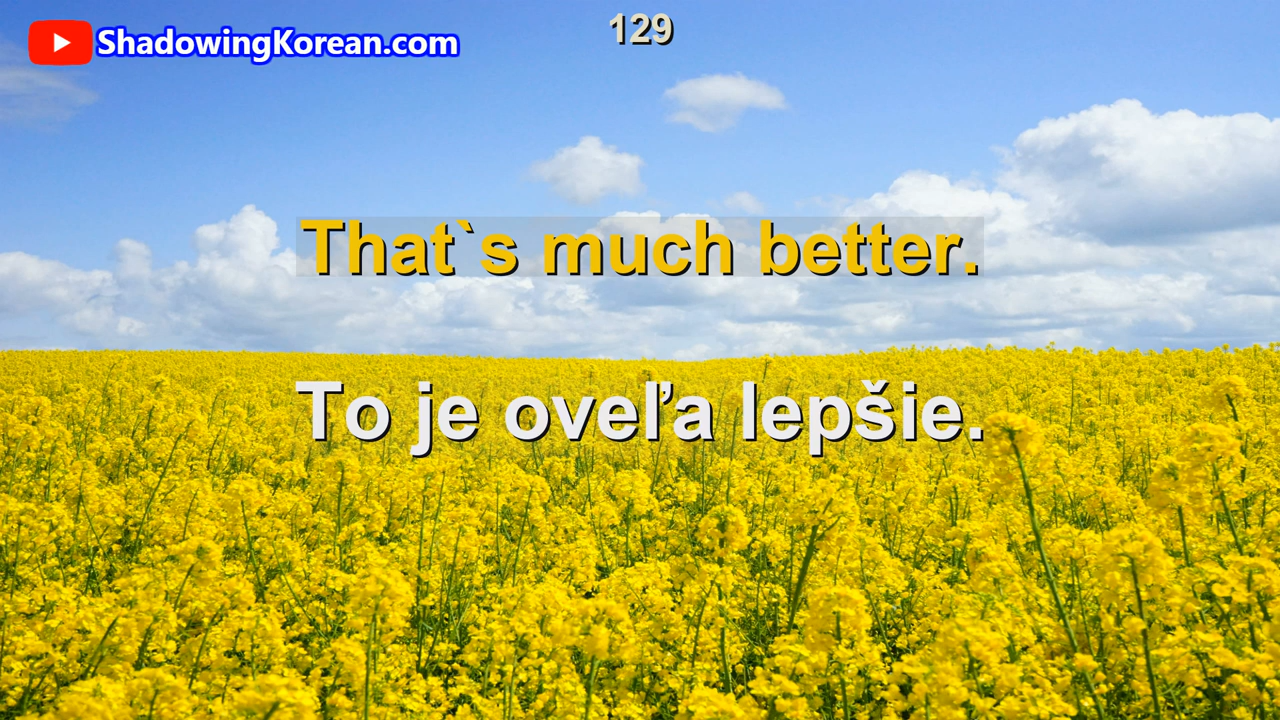 ShadowingKorean.com
129
That`s much better.
To je oveľa lepšie.